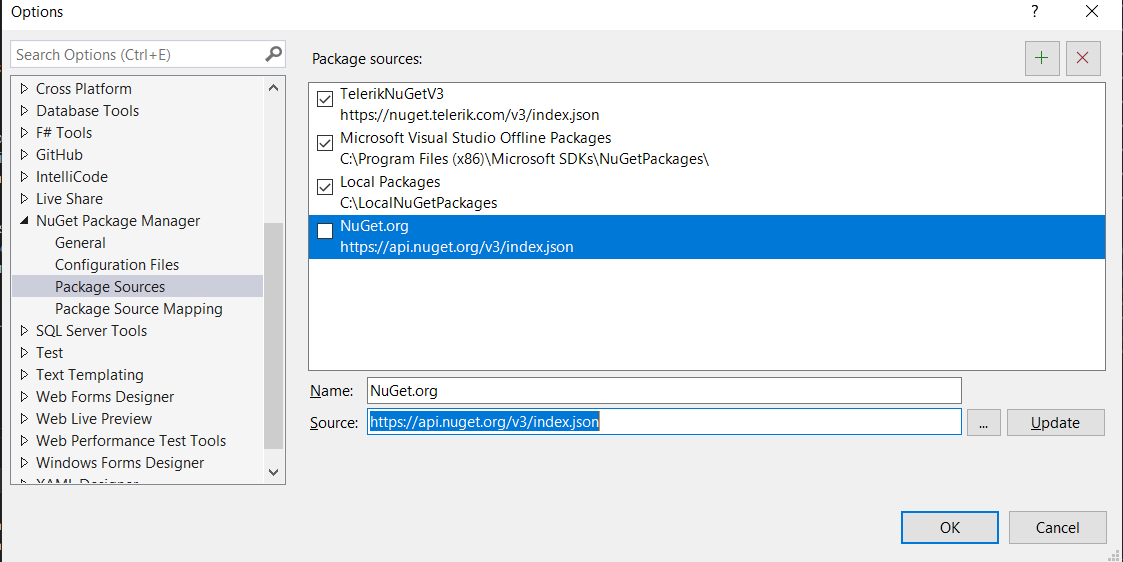 Options
?
Search Options (Ctrl+E)
Cross Platform
Database Tools
F# Tools
GitHub
IntelliCode
Live Share
NuGet Package Manager
General
Configuration Files
Package Sources
Package Source Mapping
SQL Server Tools
Test
Text Templating
Web Forms Designer
Web Live Preview
Web Performance Test Tools
Windows Forms Designer
XAML Designer
Package sources:
TelerikNuGetV3
https://nuget.telerik.com/v3/index.json
Microsoft Visual Studio Offline Packages
C:\Program Files (x86)\Microsoft SDKs\NuGetPackages\
Local Packages
C:\LocalNuGetPackages
NuGet.org
https://api.nuget.org/v3/index.json
Name: NuGet.org
Source: https://api.nuget.org/v3/index.json ... Update
OK Cancel